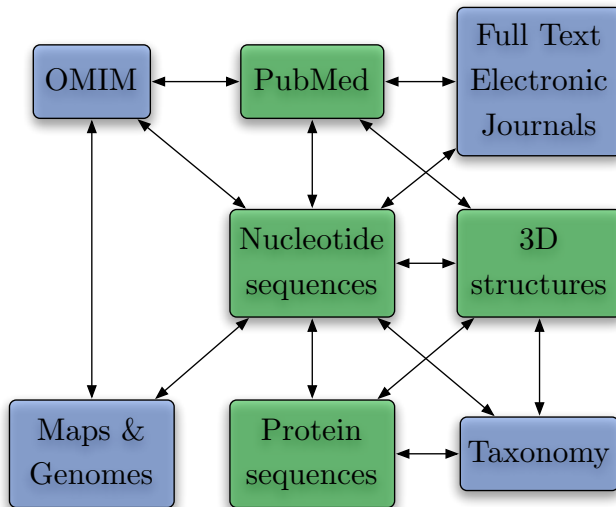 OMIM
PubMed
Full Text
Electronic
Journals
Nucleotide
sequences
3D
structures
Maps &
Genomes
Protein
sequences
Taxonomy